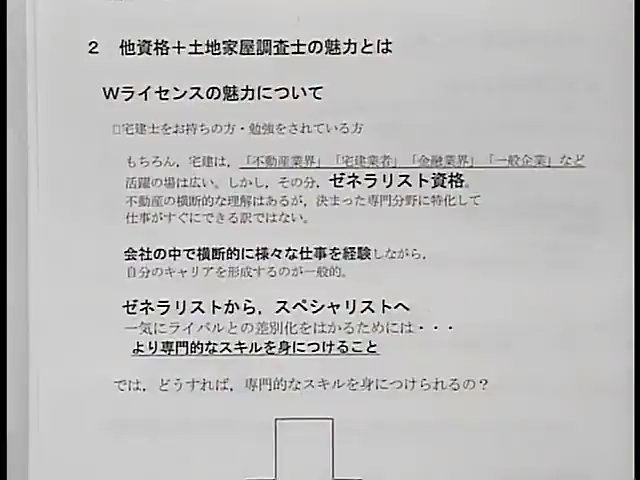 2 他資格＋土地家屋調査士の魅力とは
Wライセンスの魅力について
□宅建士をお持ちの方・勉強をされている方
もちろん，宅建は，「不動産業界」「宅建業者」「金融業界」「一般企業」など
活躍の場は広い。しかし，その分，ゼネラリスト資格。
不動産の横断的な理解はあるが，決まった専門分野に特化して
仕事がすぐにできる訳ではない。
会社の中で横断的に様々な仕事を経験しながら，
自分のキャリアを形成するのが一般的。
ゼネラリストから，スペシャリストへ
一気にライバルとの差別化をはかるためには・・・
より専門的なスキルを身につけること
では，どうすれば，専門的なスキルを身につけられるの？